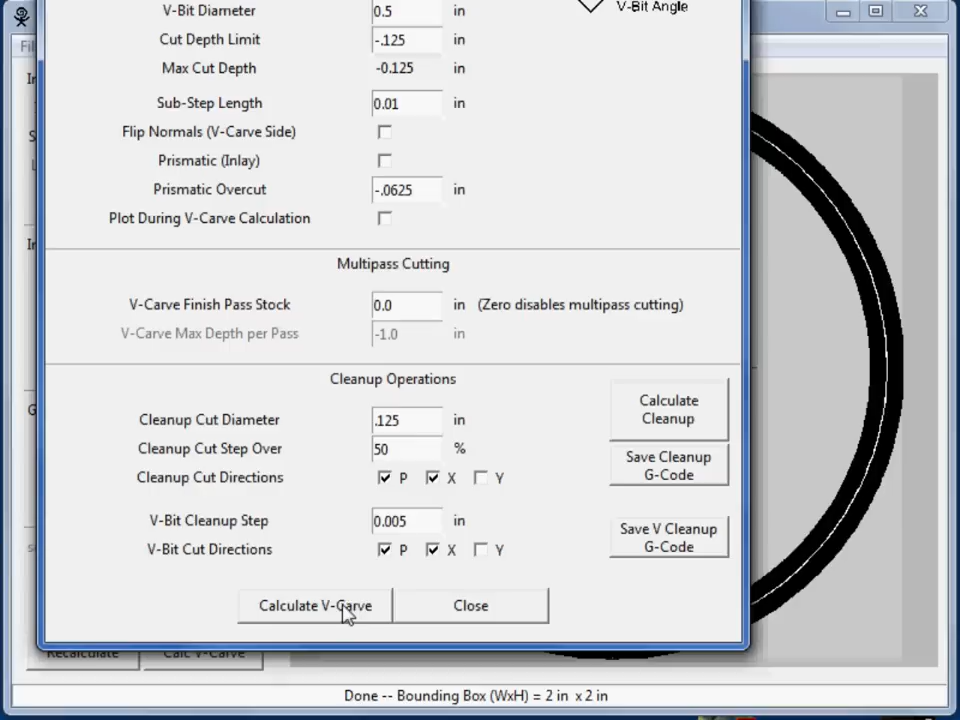 V-Bit Diameter 0.5 in V-Bit Angle
Cut Depth Limit -.125 in
Max Cut Depth -0.125 in
Sub-Step Length 0.01 in
Flip Normals (V-Carve Side)
Prismatic (Inlay)
Prismatic Overcut -.0625 in
Plot During V-Carve Calculation
Multipass Cutting
V-Carve Finish Pass Stock 0.0 in (Zero disables multipass cutting)
V-Carve Max Depth per Pass -1.0 in
Cleanup Operations
Calculate
Cleanup
Cleanup Cut Diameter .125 in
Cleanup Cut Step Over 50 %
Save Cleanup
G-Code
Cleanup Cut Directions P X Y
V-Bit Cleanup Step 0.005 in
Save V Cleanup
G-Code
V-Bit Cut Directions P X Y
Calculate V-Carve Close
Recalculate Calc V-Carve
Done -- Bounding Box (WxH) = 2 in x 2 in